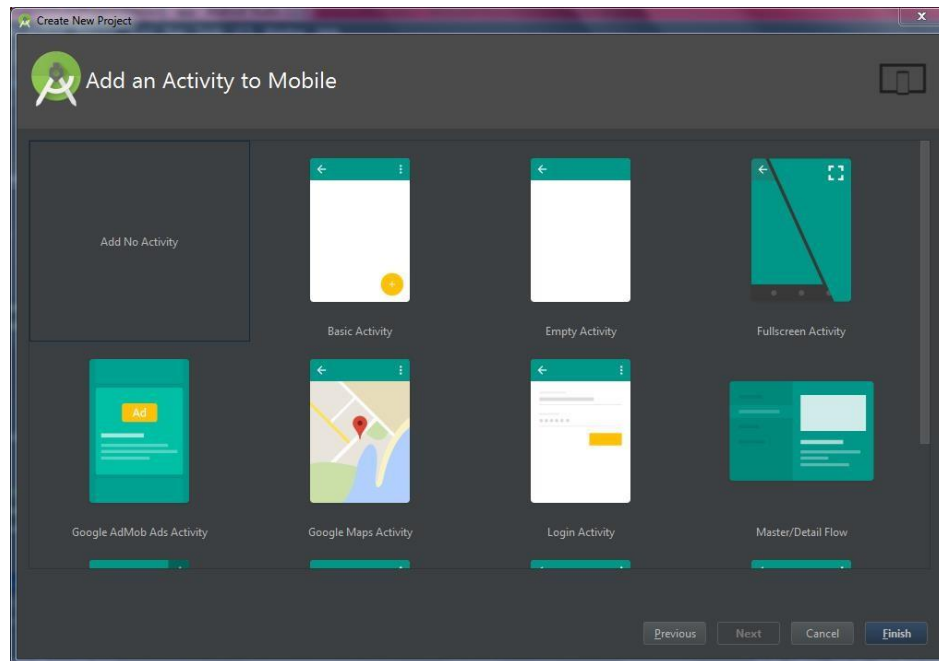 Create New Project
x
Add an Activity to Mobile
Add No Activity
Basic Activity
Empty Activity
Fullscreen Activity
Ad
Google AdMob Ads Activity
Google Maps Activity
Login Activity
Master/Detail Flow
Previous
Next
Cancel
Finish